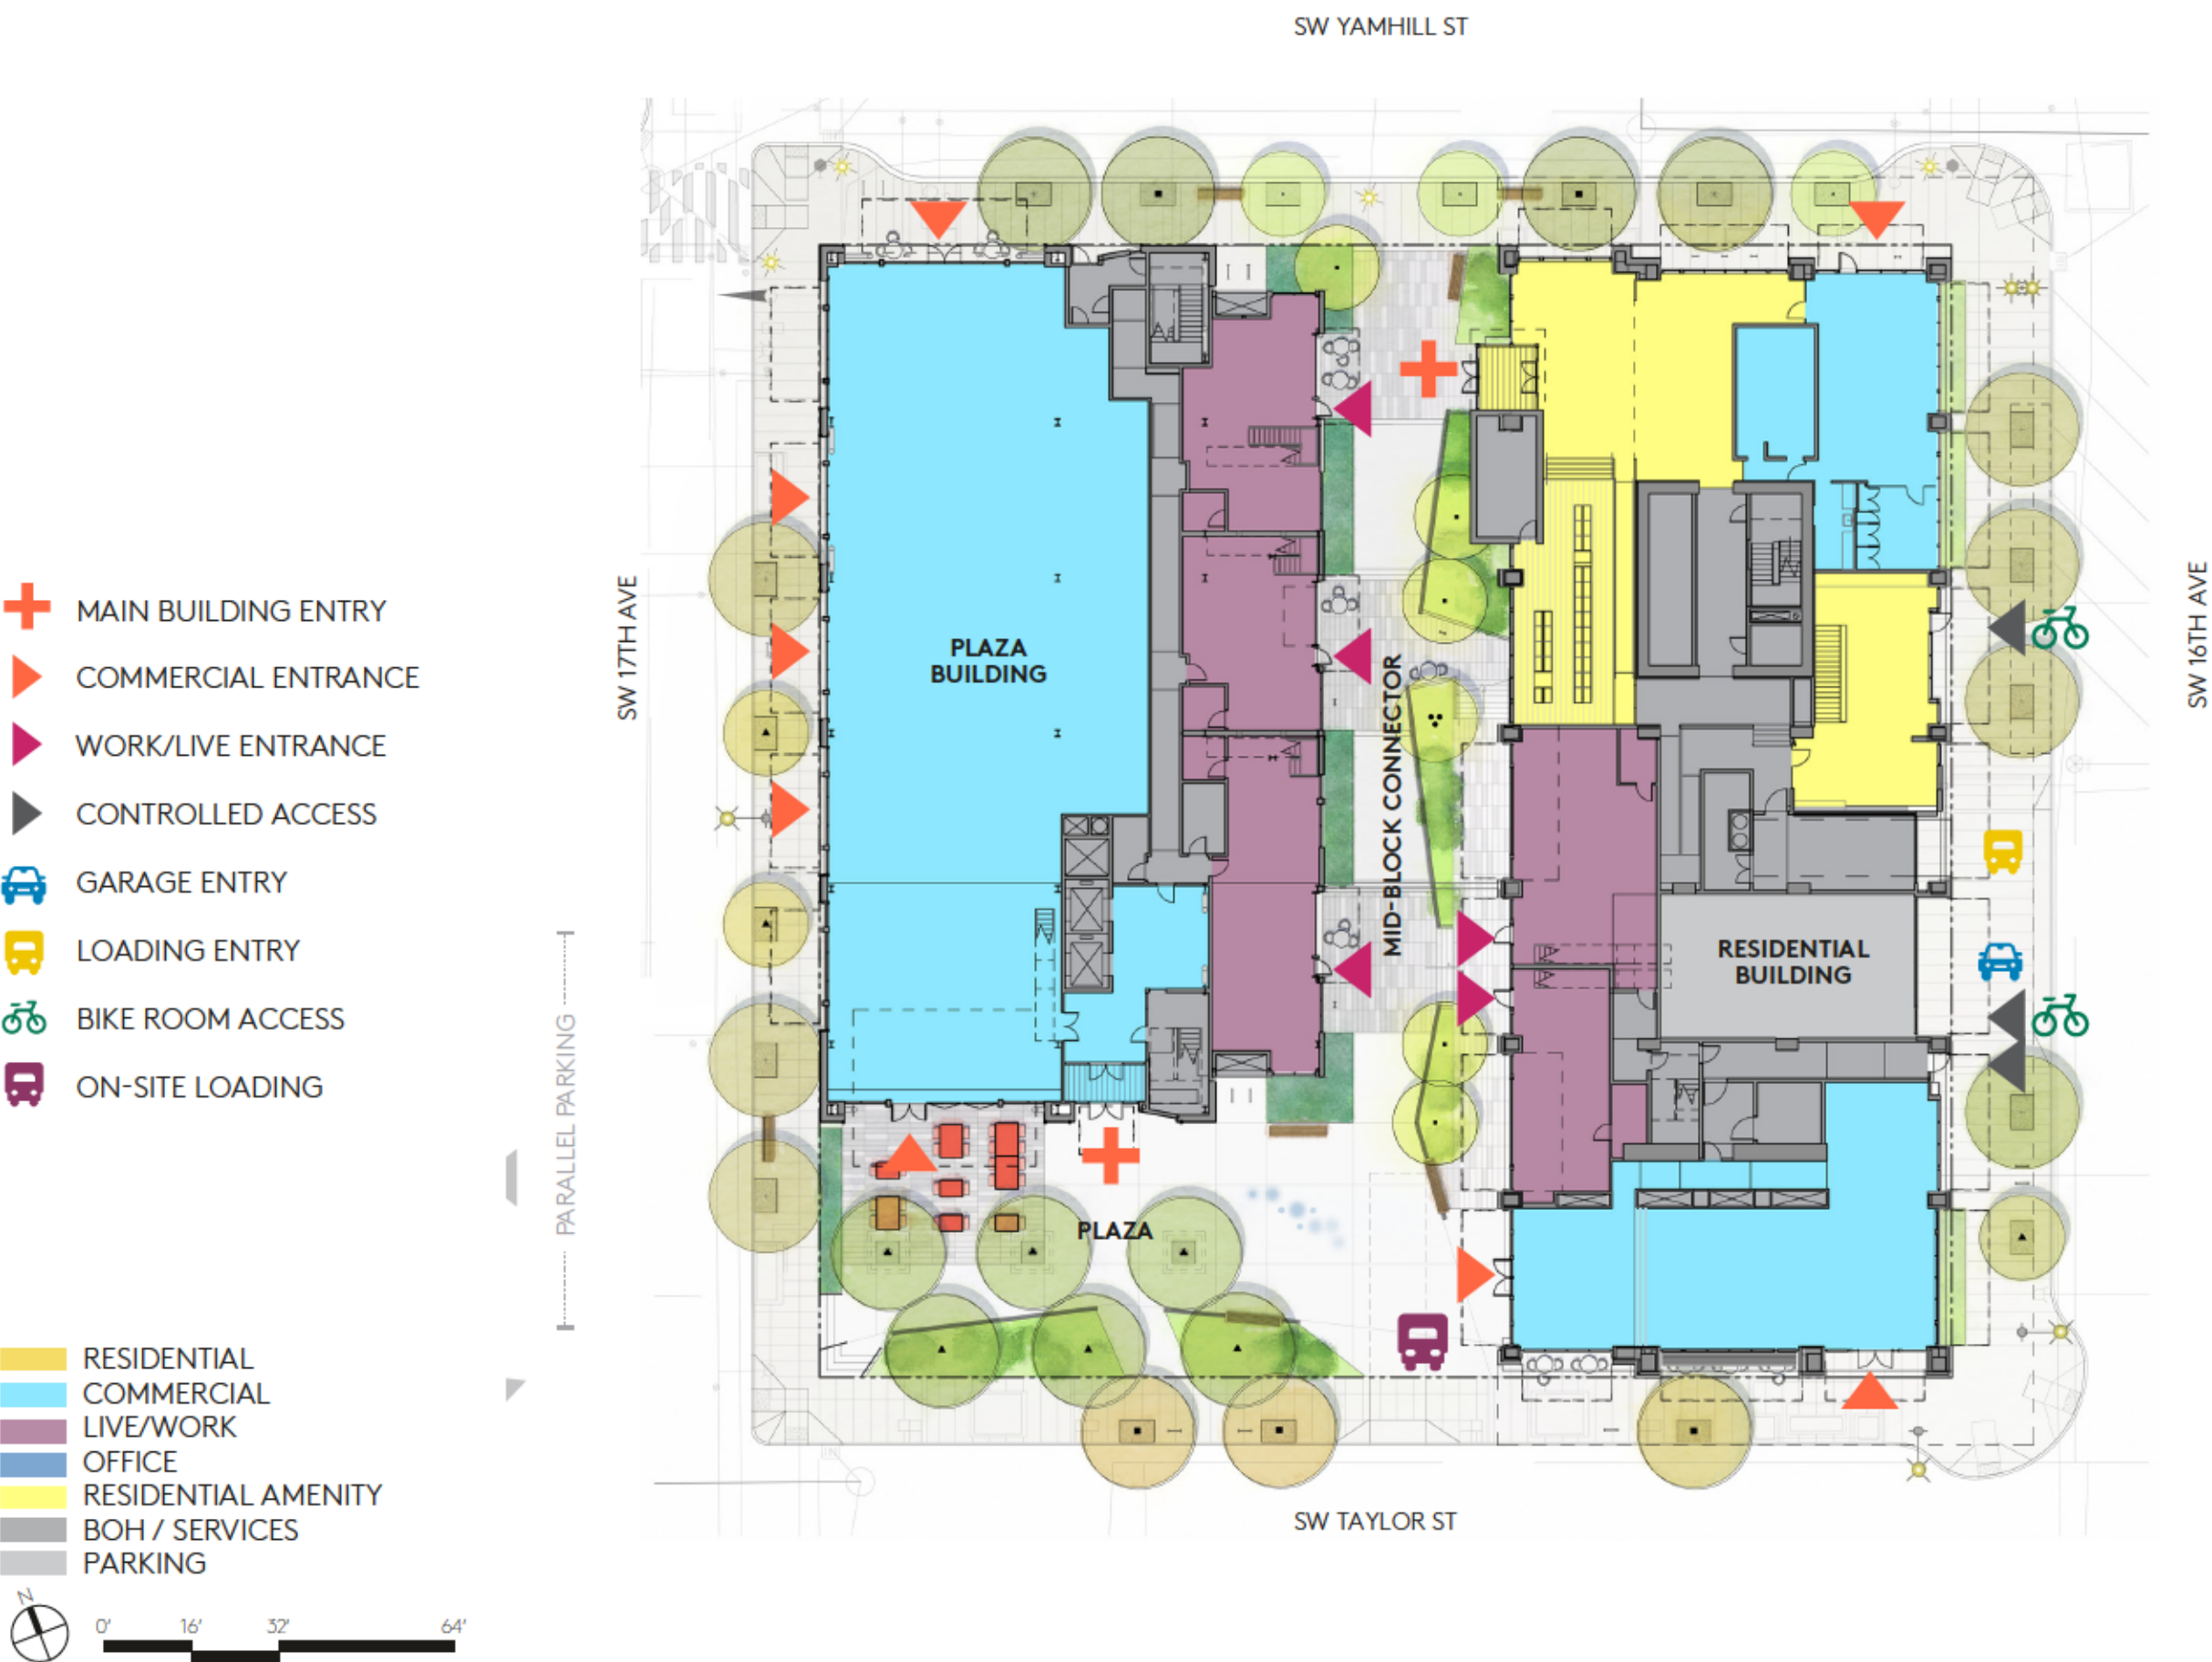 SW YAMHILL ST
SW 17TH AVE
SW 16TH AVE
MAIN BUILDING ENTRY
COMMERCIAL ENTRANCE
WORK/LIVE ENTRANCE
CONTROLLED ACCESS
GARAGE ENTRY
LOADING ENTRY
BIKE ROOM ACCESS
ON-SITE LOADING
PARALLEL PARKING
PLAZA
BUILDING
MID-BLOCK CONNECTOR
RESIDENTIAL
BUILDING
PLAZA
RESIDENTIAL
COMMERCIAL
LIVE/WORK
OFFICE
RESIDENTIAL AMENITY
BOH / SERVICES
PARKING
SW TAYLOR ST
N
0' 16' 32' 64'